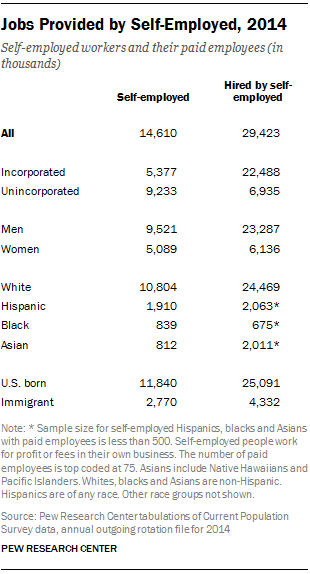 Jobs Provided by Self-Employed, 2014
Self-employed workers and their paid employees (in
thousands)
Self-employed Hired by self-
employed
All 14,610 29,423
Incorporated 5,377 22,488
Unincorporated 9,233 6,935
Men 9,521 23,287
Women 5,089 6,136
White 10,804 24,469
Hispanic 1,910 2,063*
Black 839 675*
Asian 812 2,011*
U.S. born 11,840 25,091
Immigrant 2,770 4,332
Note: * Sample size for self-employed Hispanics, blacks and Asians
with paid employees is less than 500. Self-employed people work
for profit or fees in their own business. The number of paid
employees is top coded at 75. Asians include Native Hawaiians and
Pacific Islanders. Whites, blacks and Asians are non-Hispanic.
Hispanics are of any race. Other race groups not shown.
Source: Pew Research Center tabulations of Current Population
Survey data, annual outgoing rotation file for 2014
PEW RESEARCH CENTER